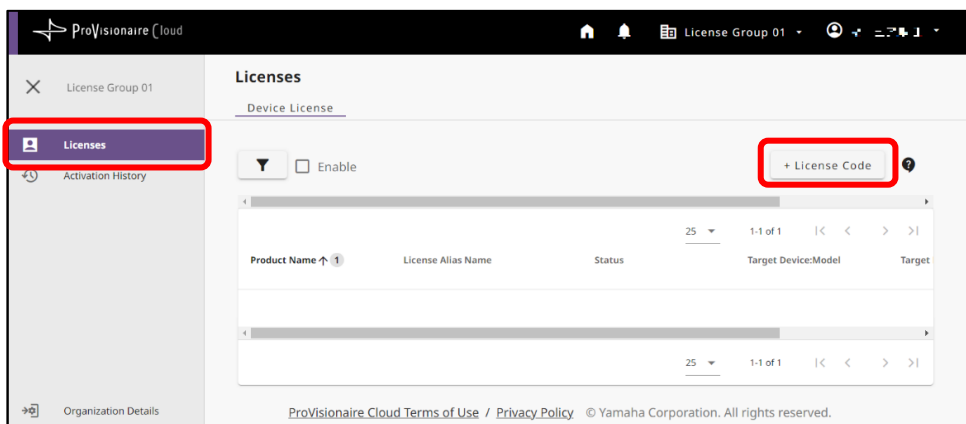 ProVisionaire Cloud
License Group 01
License Group 01
Licenses
Activation History
Organization Details
Licenses
Device License
Enable
+ License Code
25 1-1 of 1
Product Name 1 License Alias Name Status Target Device:Model Target
25 1-1 of 1
ProVisionaire Cloud Terms of Use / Privacy Policy © Yamaha Corporation. All rights reserved.